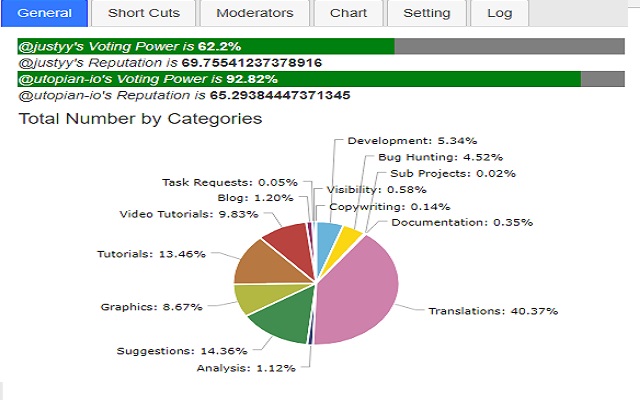 General Short Cuts Moderators Chart Setting Log
@justyy's Voting Power is 62.2%
@justyy's Reputation is 69.75541237378916
@utopian-io's Voting Power is 92.82%
@utopian-io's Reputation is 65.29384447371345
Total Number by Categories
Development: 5.34%
Bug Hunting: 4.52%
Sub Projects: 0.02%
Task Requests: 0.05%
Visibility: 0.58%
Blog: 1.20%
Copywriting: 0.14%
Video Tutorials: 9.83%
Documentation: 0.35%
Tutorials: 13.46%
Graphics: 8.67%
Translations: 40.37%
Suggestions: 14.36%
Analysis: 1.12%